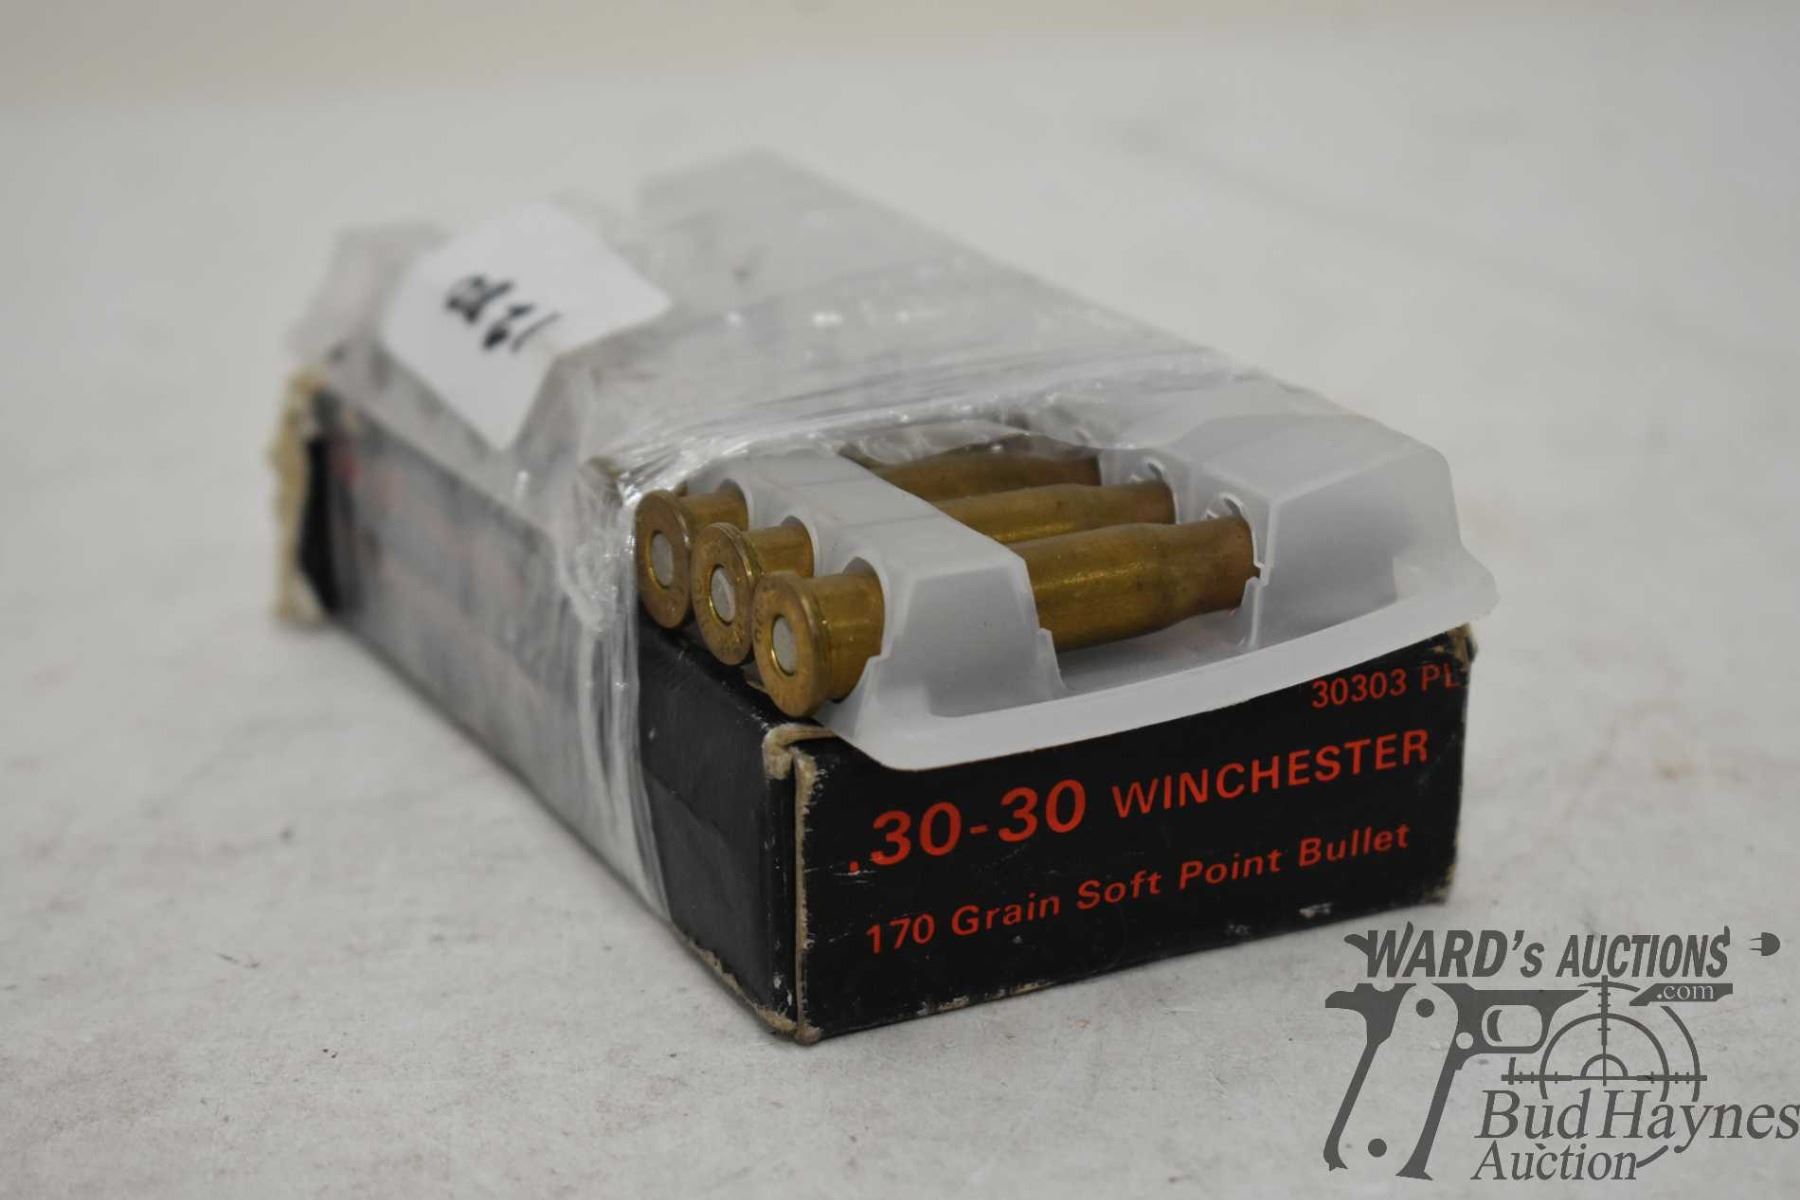 30303 PL
.30-30 WINCHESTER
170 Grain Soft Point Bullet
WARD's AUCTIONS
.com
Bud Haynes
Auction